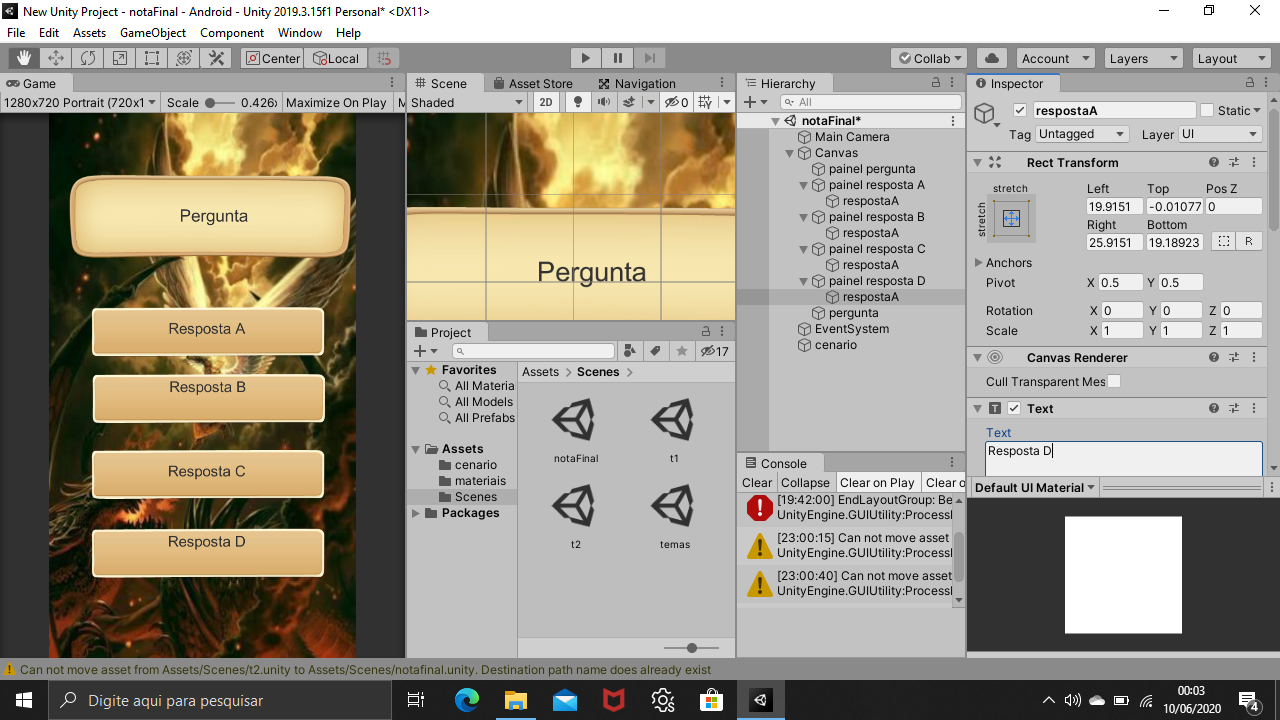 New Unity Project - notaFinal - Android - Unity 2019.3.15f1 Personal* <DX11>
File Edit Assets GameObject Component Window Help
Center Local Collab Account Layers Layout
Game
1280x720 Portrait (720x1 Scale 0.426 Maximize On Play M
Pergunta
Resposta A
Resposta B
Resposta C
Resposta D
Scene Asset Store Navigation
Shaded 2D 0
Pergunta
Project
17
Favorites
All Materia
All Models
All Prefabs
Assets
cenario
materiais
Scenes
Packages
Assets > Scenes >
notaFinal t1
t2 temas
Hierarchy
All
notaFinal*
Main Camera
Canvas
painel pergunta
painel resposta A
respostaA
painel resposta B
respostaA
painel resposta C
respostaA
painel resposta D
respostaA
pergunta
EventSystem
cenario
Console
Clear Collapse Clear on Play Clear o
[19:42:00] EndLayoutGroup: Be
UnityEngine.GUIUtility:Process
[23:00:15] Can not move asset
UnityEngine.GUIUtility:Process
[23:00:40] Can not move asset
UnityEngine.GUIUtility:Process
Inspector
respostaA Static
Tag Untagged Layer UI
Rect Transform
stretch
stretch
Left Top Pos Z
19.9151 -0.01077 0
Right Bottom
25.9151 19.18923 R
Anchors
Pivot X 0.5 Y 0.5
Rotation X 0 Y 0 Z 0
Scale X 1 Y 1 Z 1
Canvas Renderer
Cull Transparent Mes
Text
Text
Resposta D
Default UI Material
Can not move asset from Assets/Scenes/t2.unity to Assets/Scenes/notafinal.unity. Destination path name does already exist
Digite aqui para pesquisar
00:03
10/06/2020
4